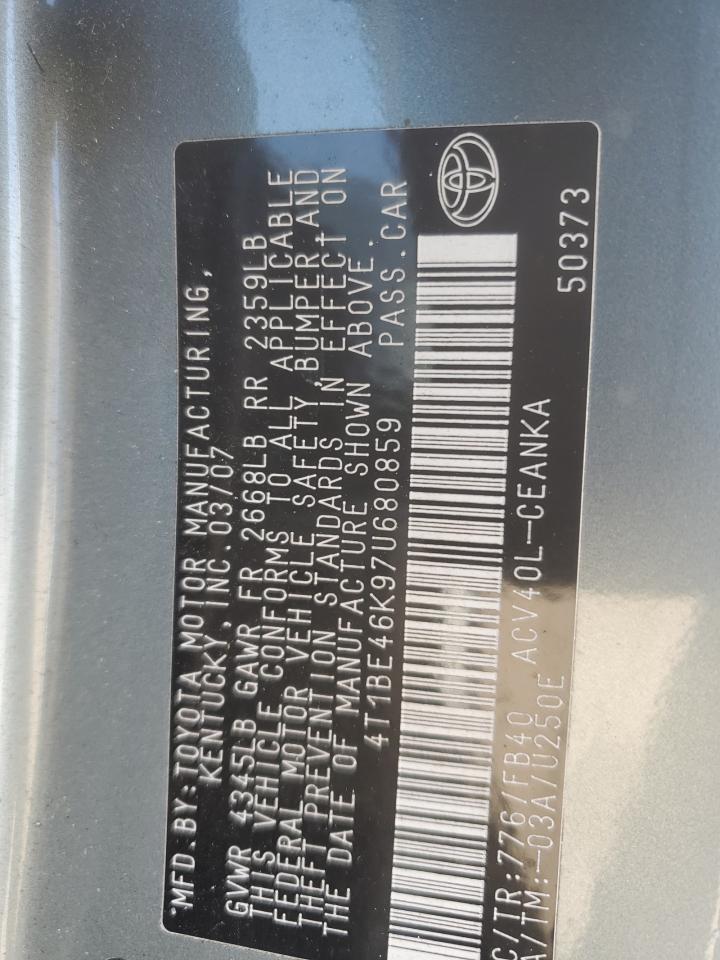 MFD.BY:TOYOTA MOTOR MANUFACTURING,
KENTUCKY, INC.03/07
GVWR 4345LB GAWR FR 2668LB RR 2359LB
THIS VEHICLE CONFORMS TO ALL APPLICABLE
FEDERAL MOTOR VEHICLE SAFETY, BUMPER,AND
THEFT PREVENTION STANDARDS IN EFFECT ON
THE DATE OF MANUFACTURE SHOWN ABOVE.
4T1BE46K97U680859 PASS.CAR
C/TR:776/FB40 ACV40L-CEANKA
A/TM:-03A/U250E
50373